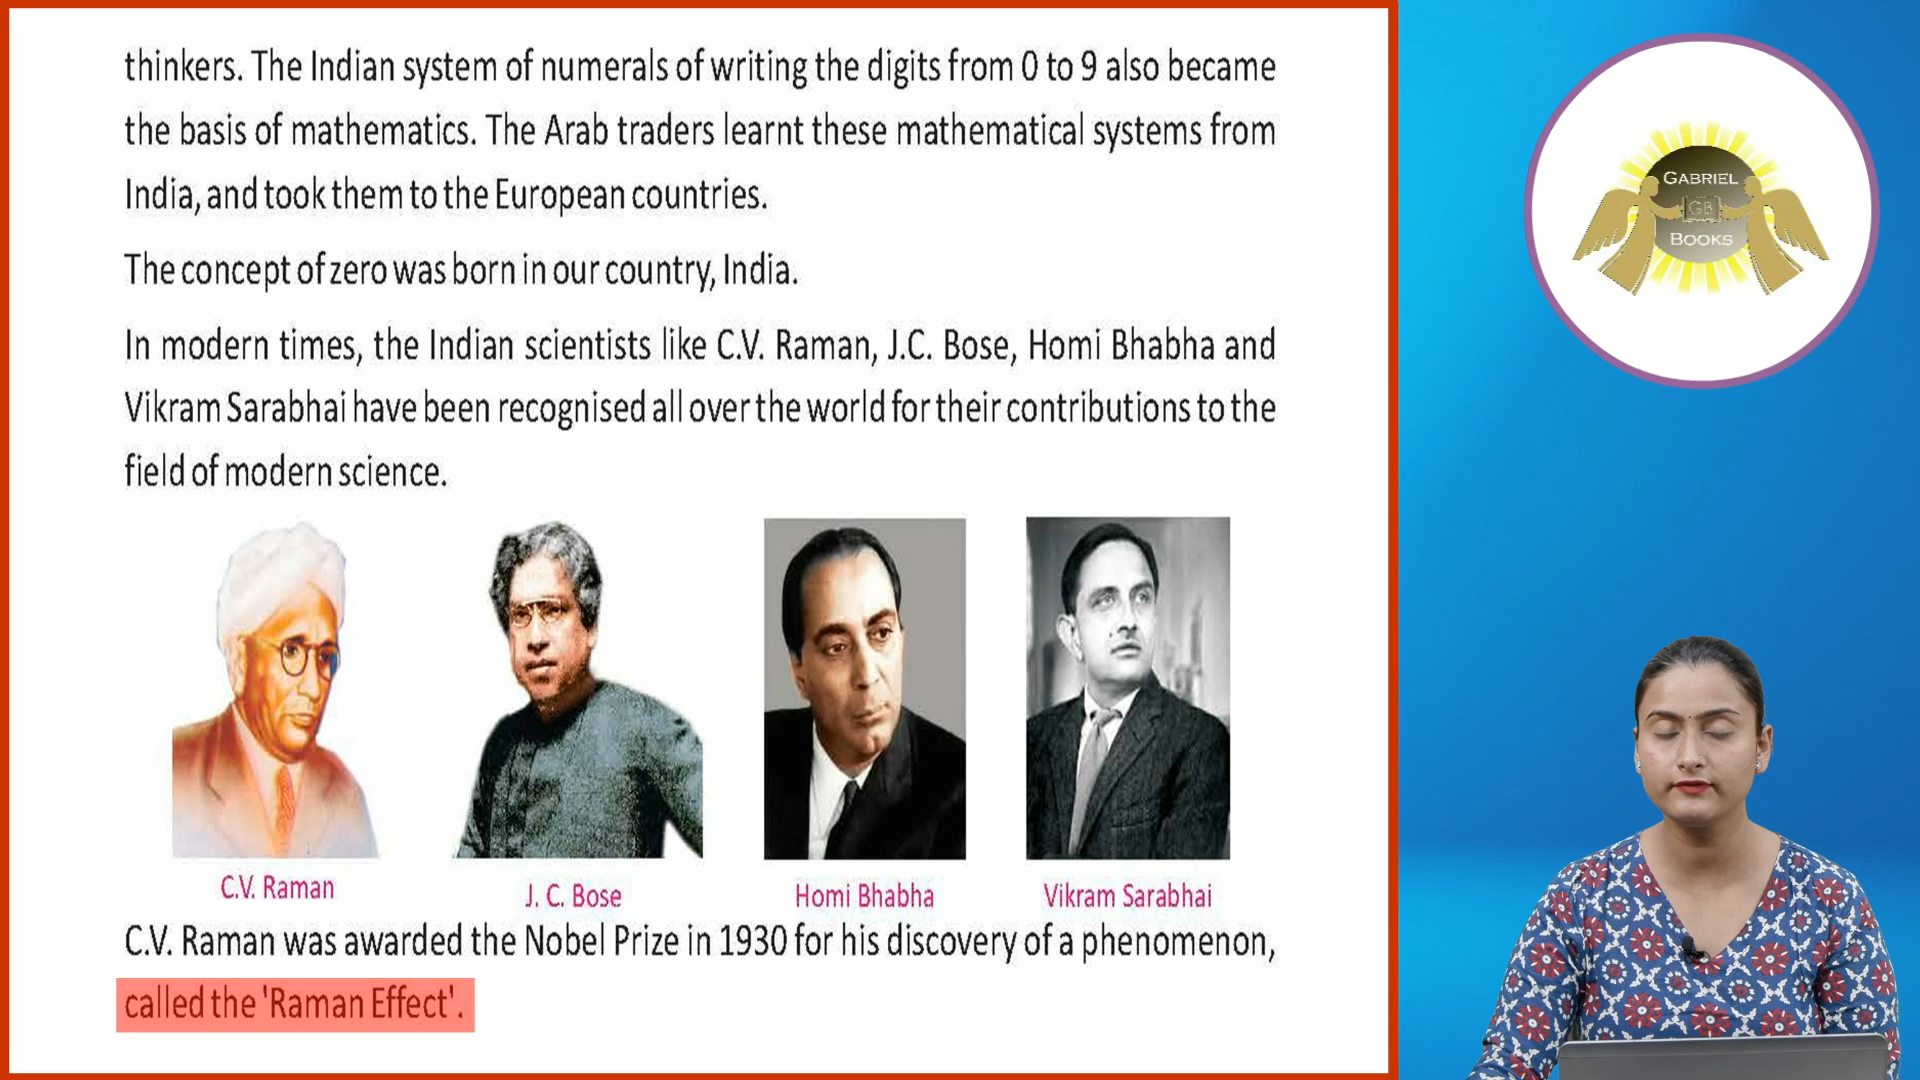 thinkers. The Indian system of numerals of writing the digits from 0 to 9 also became
the basis of mathematics. The Arab traders learnt these mathematical systems from
India, and took them to the European countries.
The concept of zero was born in our country, India.
In modern times, the Indian scientists like C.V. Raman, J.C. Bose, Homi Bhabha and
Vikram Sarabhai have been recognised all over the world for their contributions to the
field of modern science.
C.V. Raman
J. C. Bose
Homi Bhabha
Vikram Sarabhai
C.V. Raman was awarded the Nobel Prize in 1930 for his discovery of a phenomenon,
called the 'Raman Effect'.
GABRIEL
GB
BOOKS